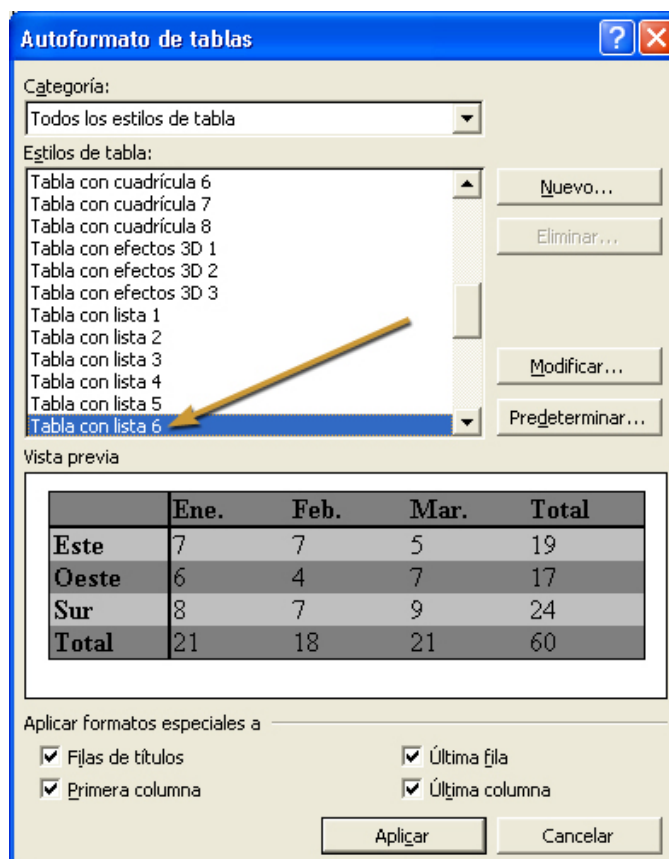 Autoformato de tablas
Categoría:
Todos los estilos de tabla
Estilos de tabla:
Tabla con cuadrícula 6
Tabla con cuadrícula 7
Tabla con cuadrícula 8
Tabla con efectos 3D 1
Tabla con efectos 3D 2
Tabla con efectos 3D 3
Tabla con lista 1
Tabla con lista 2
Tabla con lista 3
Tabla con lista 4
Tabla con lista 5
Tabla con lista 6
Nuevo...
Eliminar...
Modificar...
Predeterminar...
Vista previa
Ene. Feb. Mar. Total
Este 7 7 5 19
Oeste 6 4 7 17
Sur 8 7 9 24
Total 21 18 21 60
Aplicar formatos especiales a
Filas de títulos Última fila
Primera columna Última columna
Aplicar Cancelar